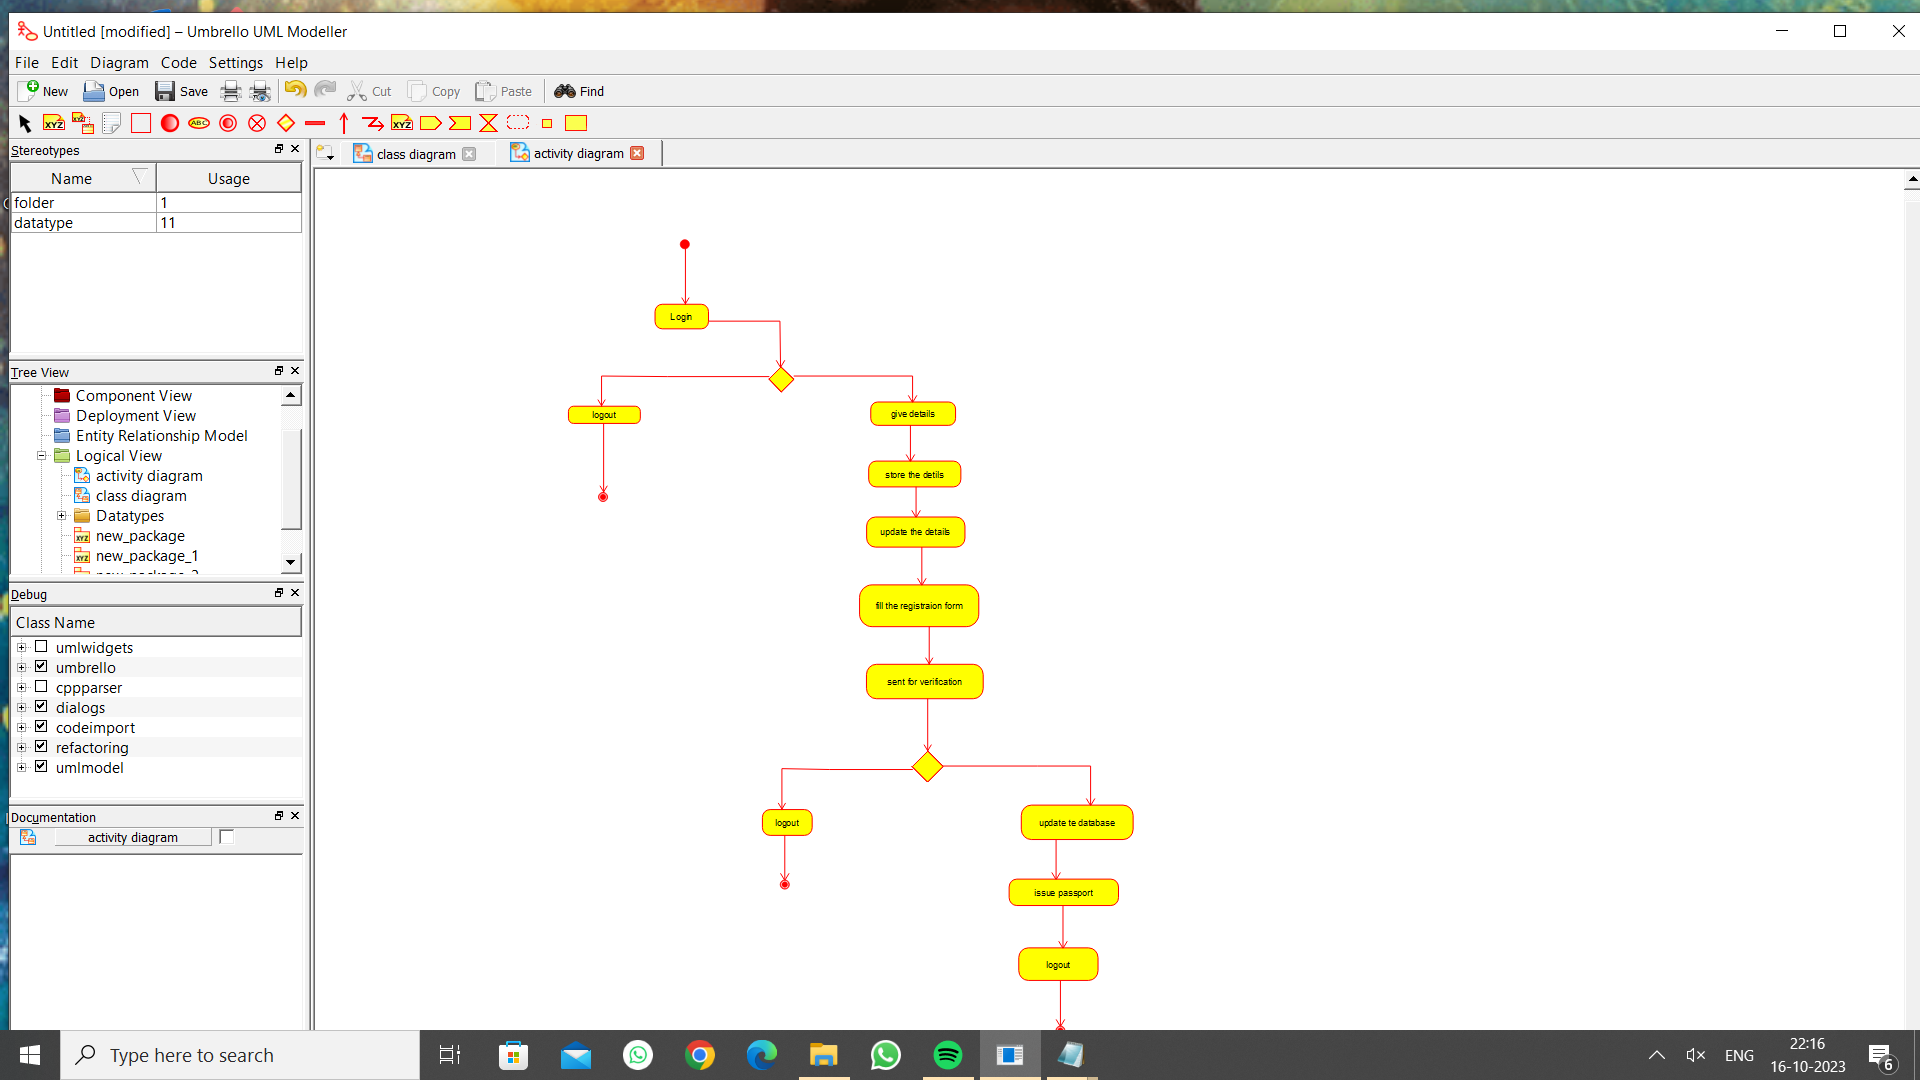 Untitled [modified] – Umbrello UML Modeller
File Edit Diagram Code Settings Help
New Open Save Cut Copy Paste Find
XYZ XYZ ABC XYZ
Stereotypes
class diagram activity diagram
Name Usage
folder 1
datatype 11
Tree View
Component View
Deployment View
Entity Relationship Model
Logical View
activity diagram
class diagram
Datatypes
new_package
new_package_1
new_package_2
Debug
Class Name
umlwidgets
umbrello
cppparser
dialogs
codeimport
refactoring
umlmodel
Documentation
activity diagram
Login
logout
give details
store the detils
update the details
fill the registraion form
sent for verification
logout
update te database
issue passport
logout
Type here to search
ENG
22:16
16-10-2023
6